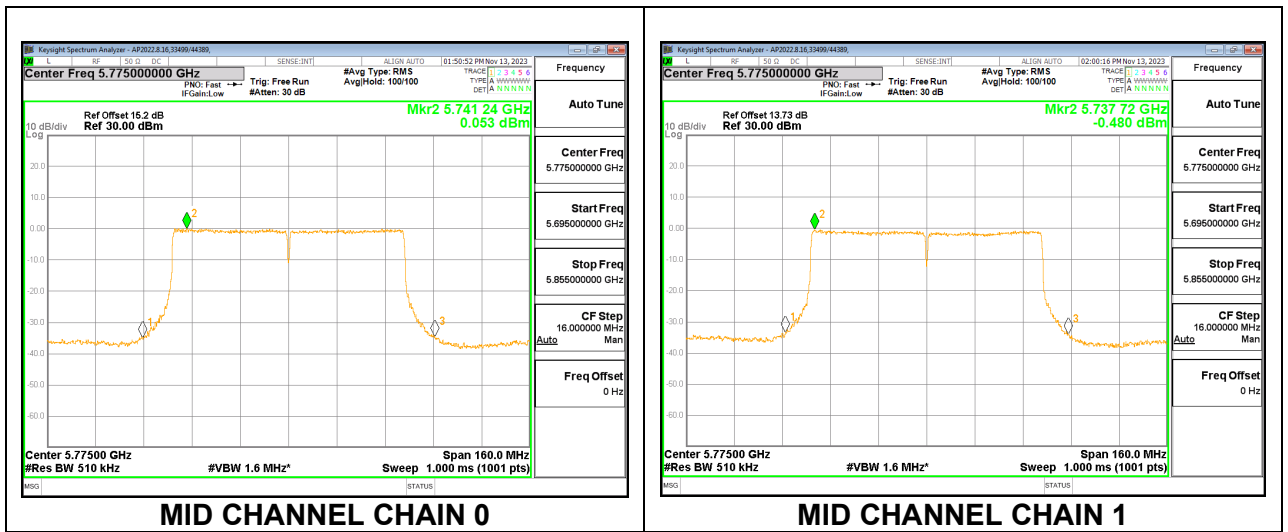 Keysight Spectrum Analyzer - AP2022.8.16,33499/44389,
L RF 50 Ω DC SENSE:INT ALIGN AUTO 01:50:52 PM Nov 13, 2023
Center Freq 5.775000000 GHz
PNO: Fast
IFGain:Low
Trig: Free Run
#Atten: 30 dB
#Avg Type: RMS
Avg|Hold: 100/100
TRACE 1 2 3 4 5 6
TYPE A WWWWW
DET A N N N N N
Frequency
Mkr2 5.741 24 GHz
0.053 dBm
Ref Offset 15.2 dB
Ref 30.00 dBm
10 dB/div
Log
20.0
10.0
0.00
-10.0
-20.0
-30.0
-40.0
-50.0
-60.0
2
1
3
Auto Tune
Center Freq
5.775000000 GHz
Start Freq
5.695000000 GHz
Stop Freq
5.855000000 GHz
CF Step
16.000000 MHz
Auto Man
Freq Offset
0 Hz
Center 5.77500 GHz
Span 160.0 MHz
#Res BW 510 kHz
#VBW 1.6 MHz*
Sweep 1.000 ms (1001 pts)
MSG STATUS
MID CHANNEL CHAIN 0
Keysight Spectrum Analyzer - AP2022.8.16,33499/44389,
L RF 50 Ω DC SENSE:INT ALIGN AUTO 02:00:16 PM Nov 13, 2023
Center Freq 5.775000000 GHz
PNO: Fast
IFGain:Low
Trig: Free Run
#Atten: 30 dB
#Avg Type: RMS
Avg|Hold: 100/100
TRACE 1 2 3 4 5 6
TYPE A WWWWW
DET A N N N N N
Frequency
Mkr2 5.737 72 GHz
-0.480 dBm
Ref Offset 13.73 dB
Ref 30.00 dBm
10 dB/div
Log
20.0
10.0
0.00
-10.0
-20.0
-30.0
-40.0
-50.0
-60.0
2
1
3
Auto Tune
Center Freq
5.775000000 GHz
Start Freq
5.695000000 GHz
Stop Freq
5.855000000 GHz
CF Step
16.000000 MHz
Auto Man
Freq Offset
0 Hz
Center 5.77500 GHz
Span 160.0 MHz
#Res BW 510 kHz
#VBW 1.6 MHz*
Sweep 1.000 ms (1001 pts)
MSG STATUS
MID CHANNEL CHAIN 1